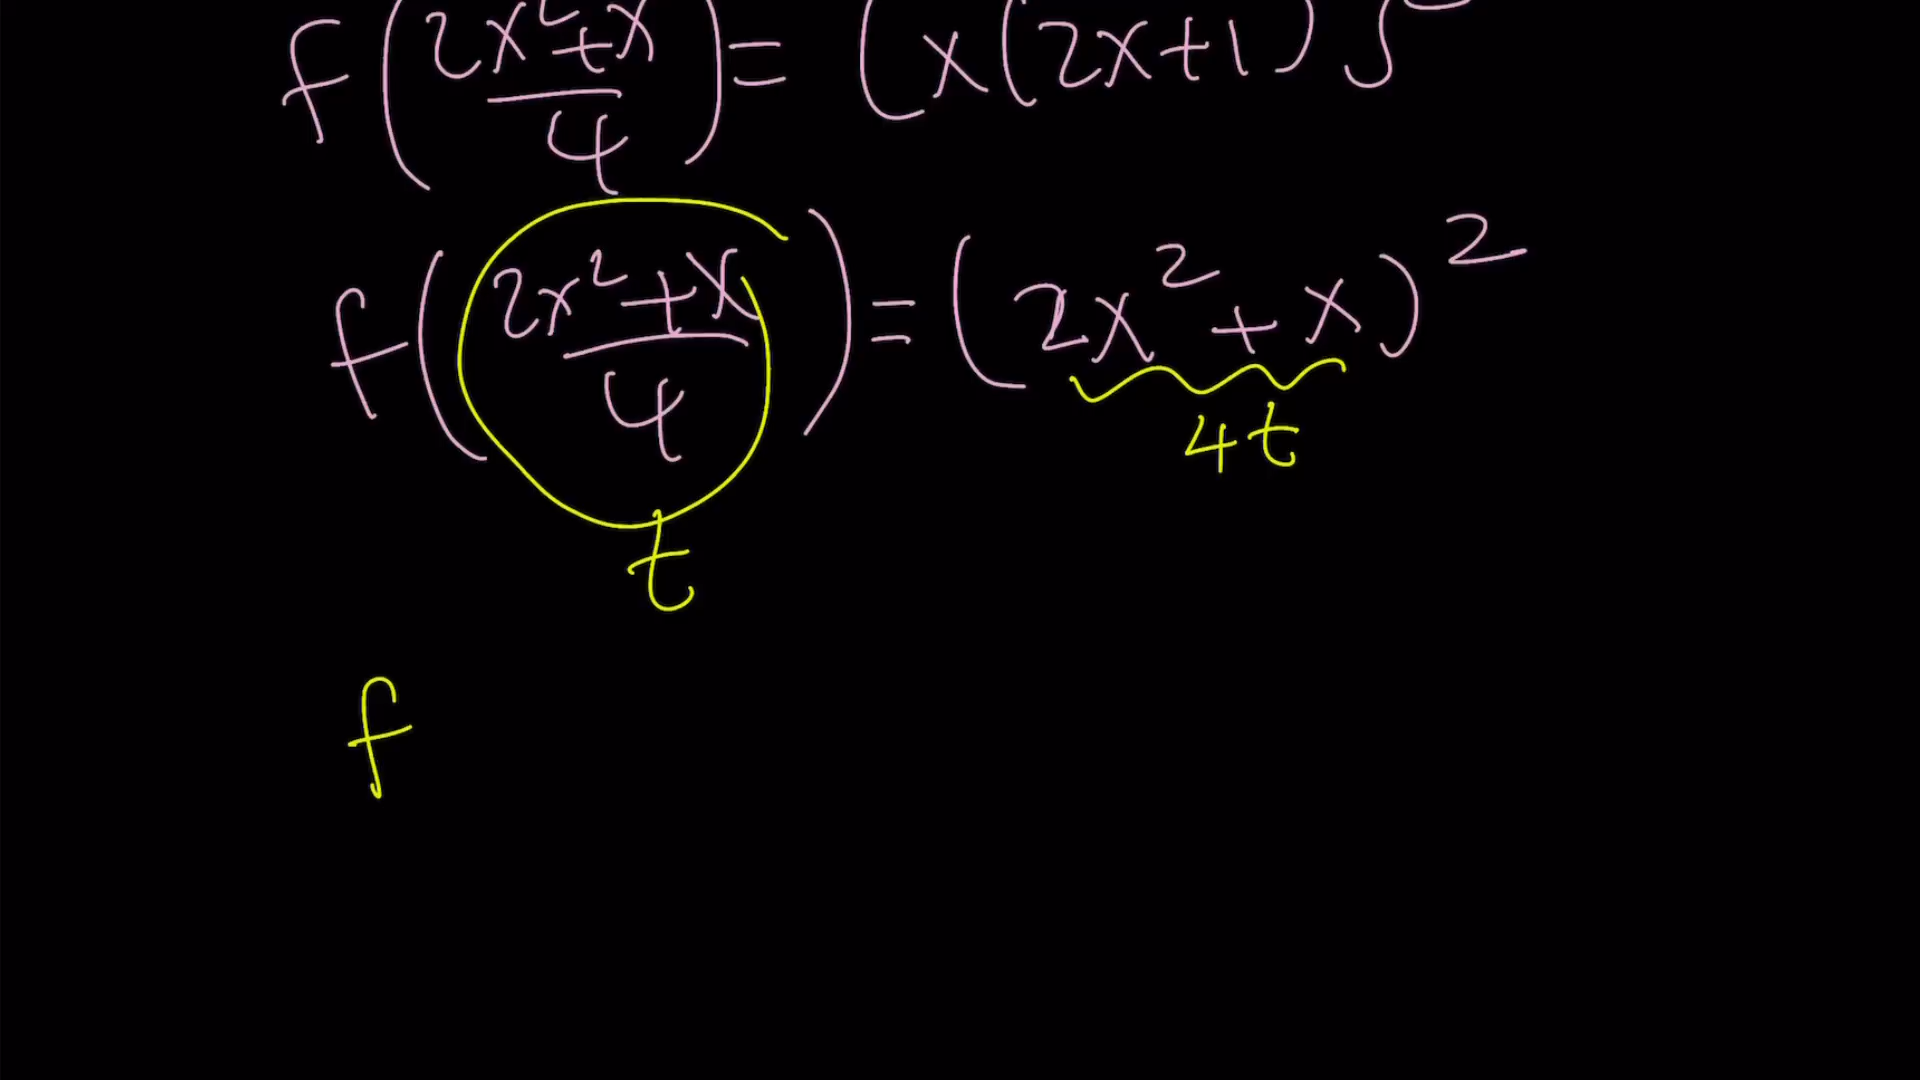 f((2x²+x)/4) = (x(2x+1))²
f((2x²+x)/4) = (2x²+x)²
4t
t
f